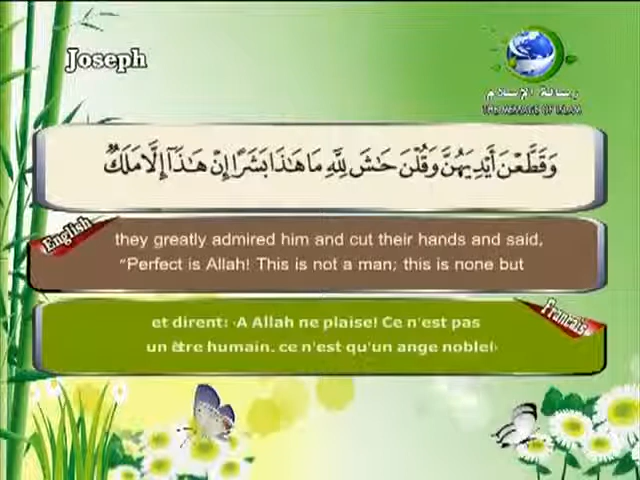 Joseph
رسالة الإسلام
THE MESSAGE OF ISLAM
وَقَطَّعْنَ أَيْدِيَهُنَّ وَقُلْنَ حَـٰشَ لِلَّهِ مَا هَـٰذَا بَشَرًا إِنْ هَـٰذَآ إِلَّا مَلَكٌ
English
they greatly admired him and cut their hands and said,
“Perfect is Allah! This is not a man; this is none but
Francais
et dirent: ‹A Allah ne plaise! Ce n'est pas
un être humain, ce n'est qu'un ange noble!›